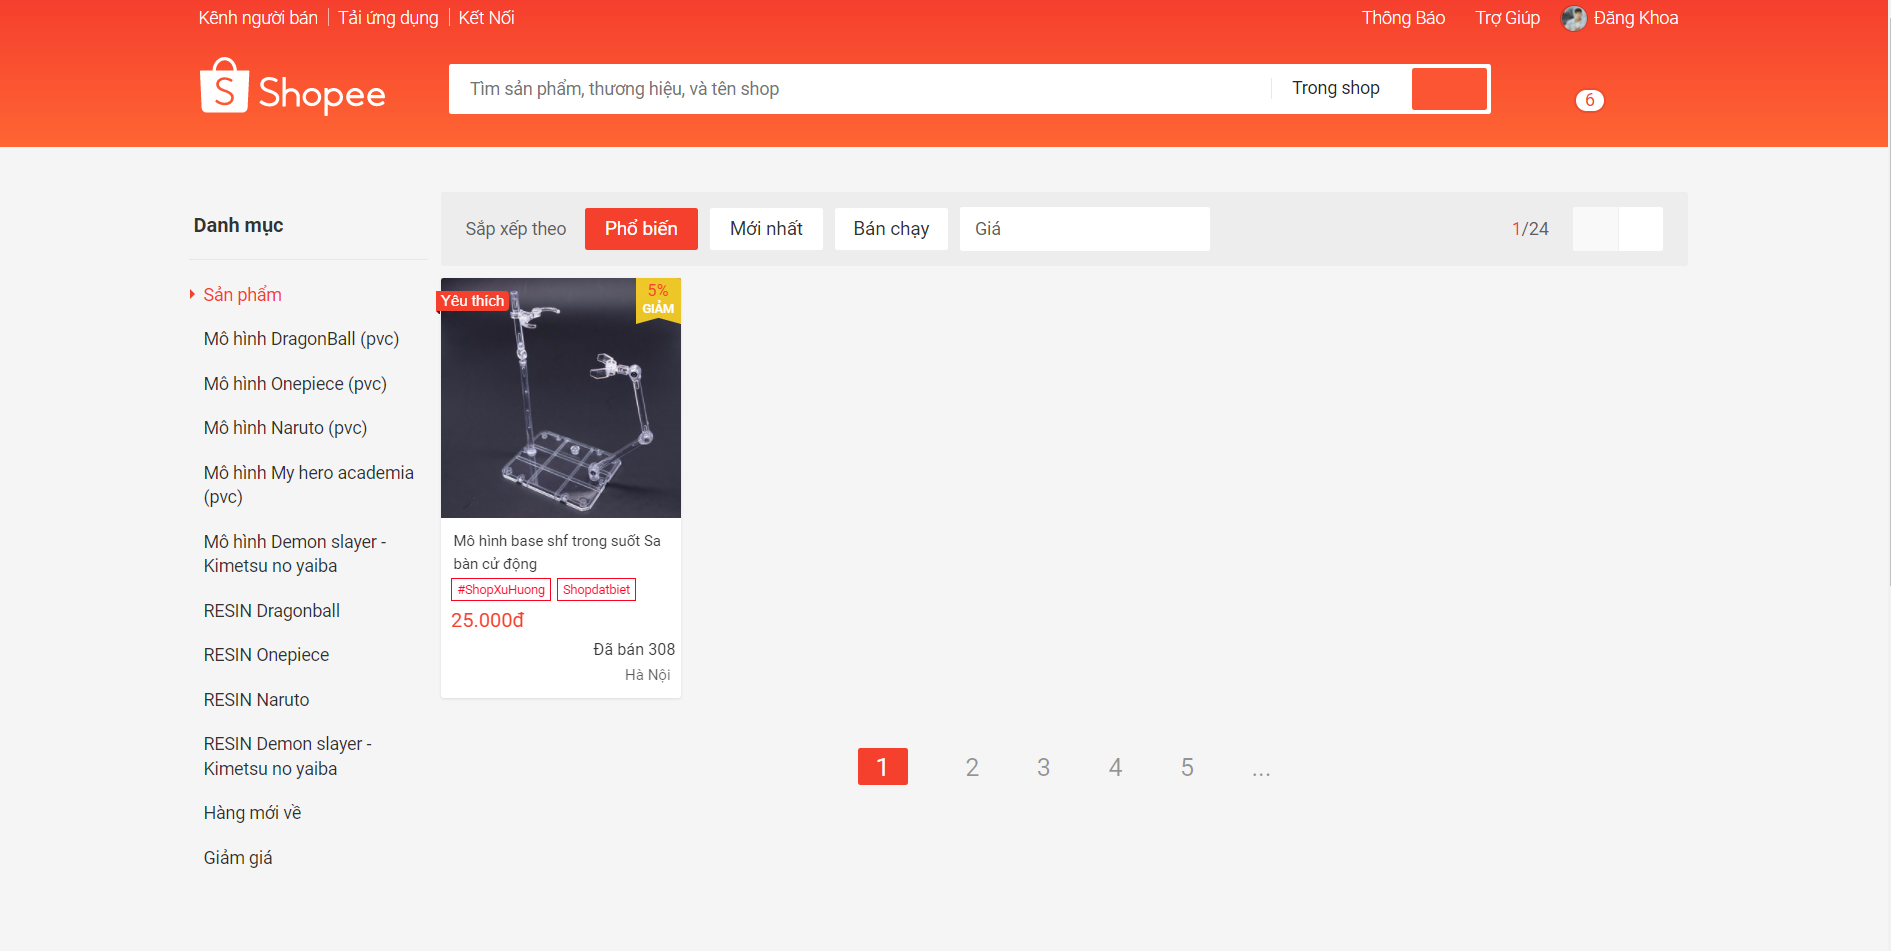 Kênh người bán
Tải ứng dụng
Kết Nối
Thông Báo
Trợ Giúp
Đăng Khoa
S Shopee
Tìm sản phẩm, thương hiệu, và tên shop
Trong shop
6
Danh mục
Sản phẩm
Mô hình DragonBall (pvc)
Mô hình Onepiece (pvc)
Mô hình Naruto (pvc)
Mô hình My hero academia
(pvc)
Mô hình Demon slayer -
Kimetsu no yaiba
RESIN Dragonball
RESIN Onepiece
RESIN Naruto
RESIN Demon slayer -
Kimetsu no yaiba
Hàng mới về
Giảm giá
Sắp xếp theo
Phổ biến
Mới nhất
Bán chạy
Giá
1/24
Yêu thích
5%
GIẢM
Mô hình base shf trong suốt Sa
bàn cử động
#ShopXuHuong
Shopdatbiet
25.000đ
Đã bán 308
Hà Nội
1 2 3 4 5 ...